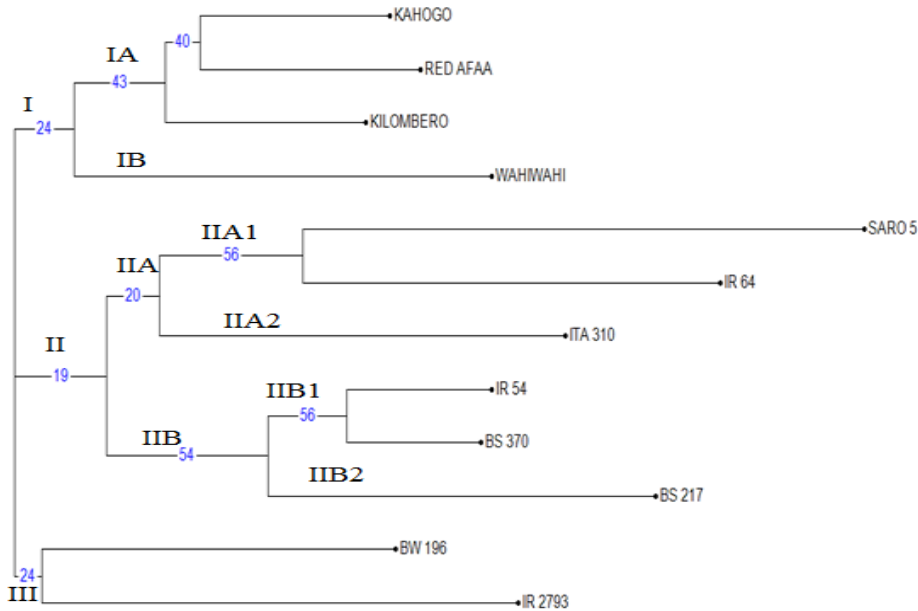 KAHOGO
40
IA
RED AFAA
43
I
KILOMBERO
24
IB
WAHIWAHI
IIA1
SARO 5
56
IIA
IR 64
20
IIA2
ITA 310
II
19
IIB1
IR 54
56
IIB
BS 370
54
IIB2
BS 217
BW 196
24
III
IR 2793